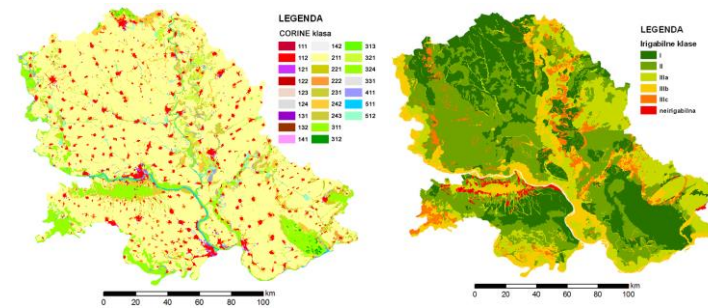 LEGENDA
CORINE klasa
111 142 313
112 211 321
121 221 324
122 222 331
123 231 411
124 242 511
131 243 512
132 311
141 312
km
0 20 40 60 80 100
LEGENDA
Irigabilne klase
I
II
IIIa
IIIb
IIIc
neirigabilna
km
0 20 40 60 80 100